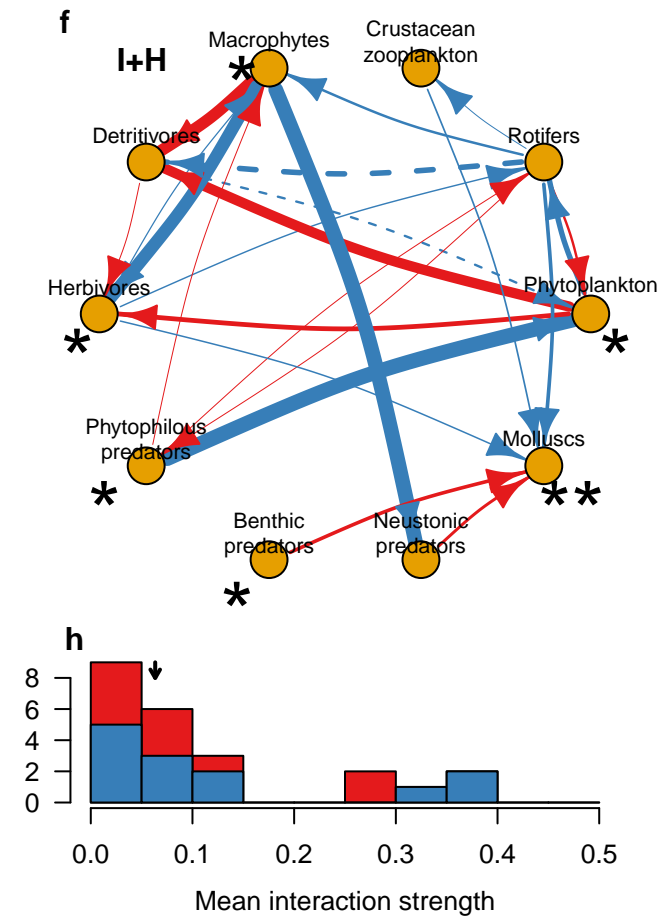 f
I+H
Macrophytes
Crustacean
zooplankton
*
Detritivores
Rotifers
Herbivores
Phytoplankton
*
*
Phytophilous
predators
Molluscs
*
* *
Benthic
predators
Neustonic
predators
*
h
8
6
4
2
0
0.0 0.1 0.2 0.3 0.4 0.5
Mean interaction strength